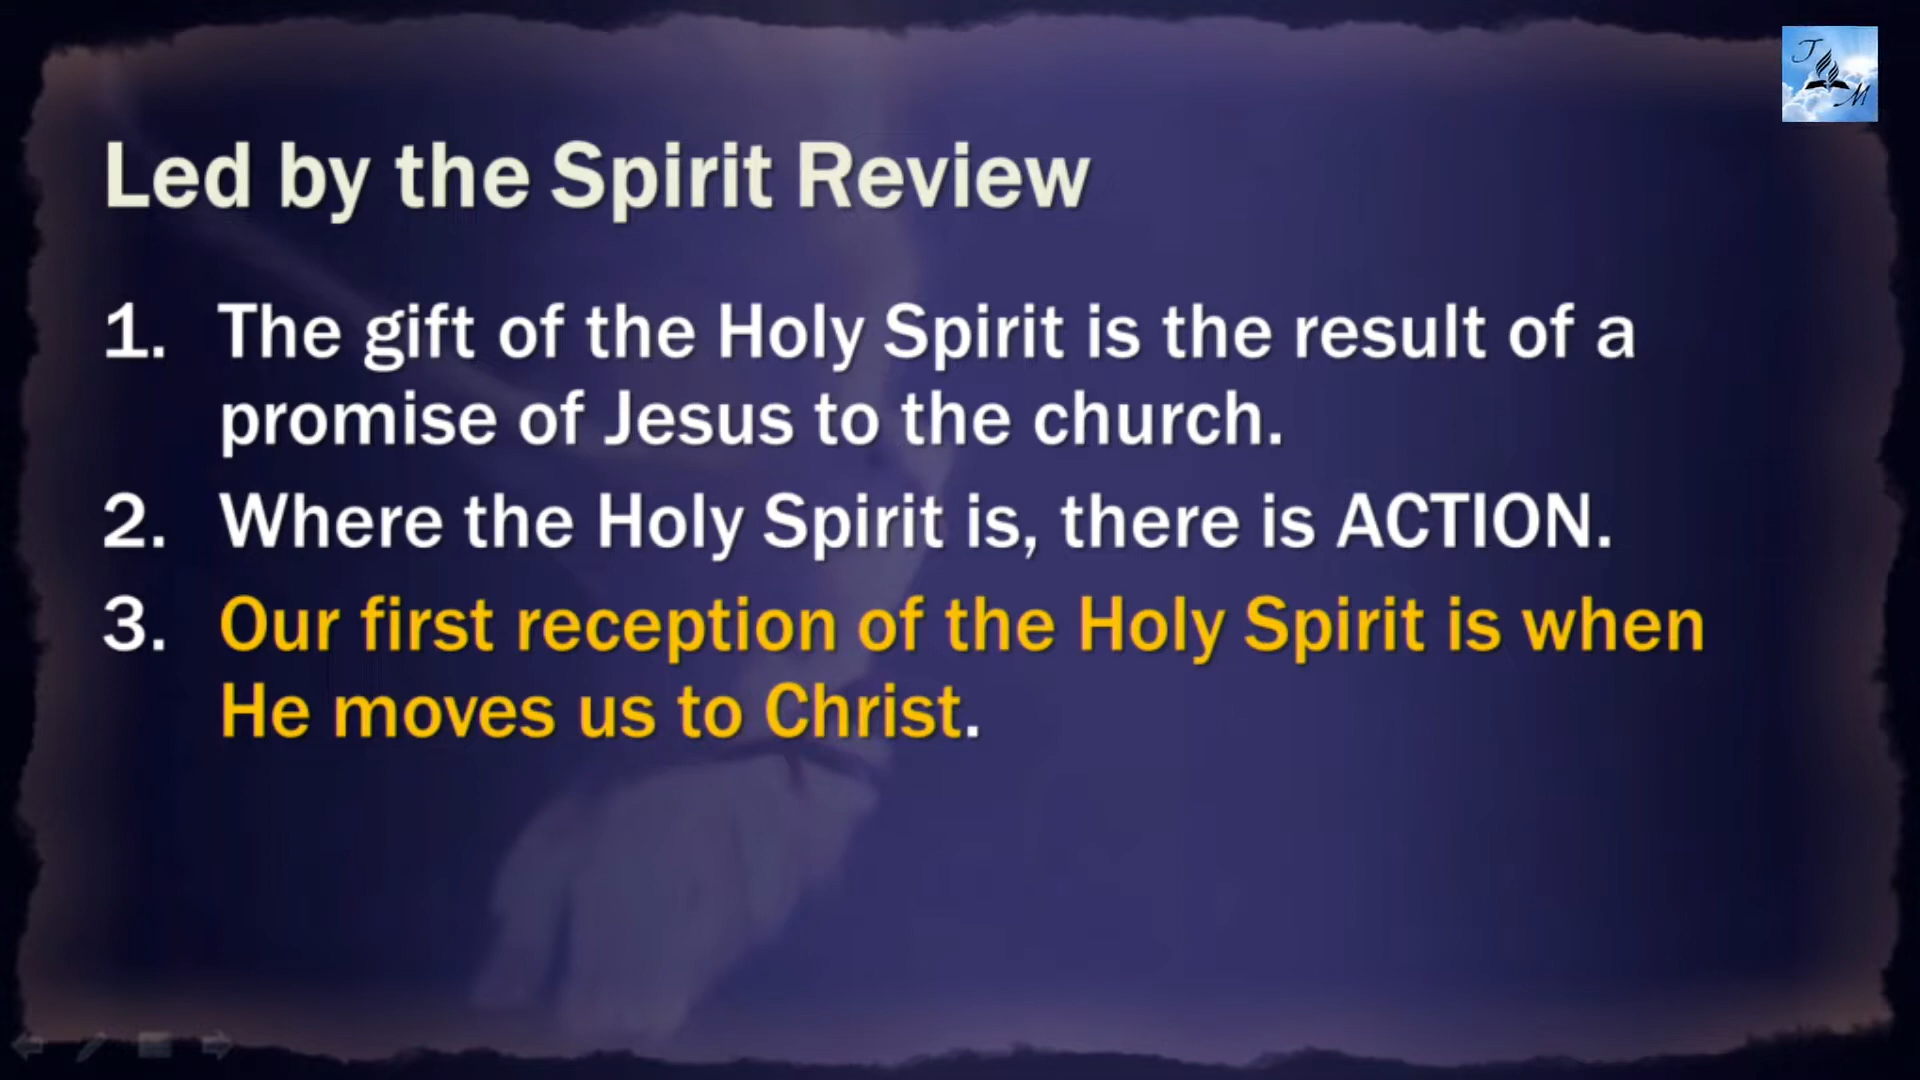 J
M
Led by the Spirit Review
1. The gift of the Holy Spirit is the result of a
promise of Jesus to the church.
2. Where the Holy Spirit is, there is ACTION.
3. Our first reception of the Holy Spirit is when
He moves us to Christ.